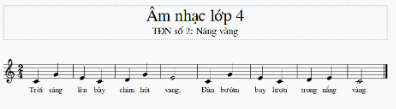 Âm nhạc lớp 4
TĐN số 2: Nắng vàng
Trời sáng lên bầy chim hót vang. Đàn bướm bay lượn trong nắng vàng.